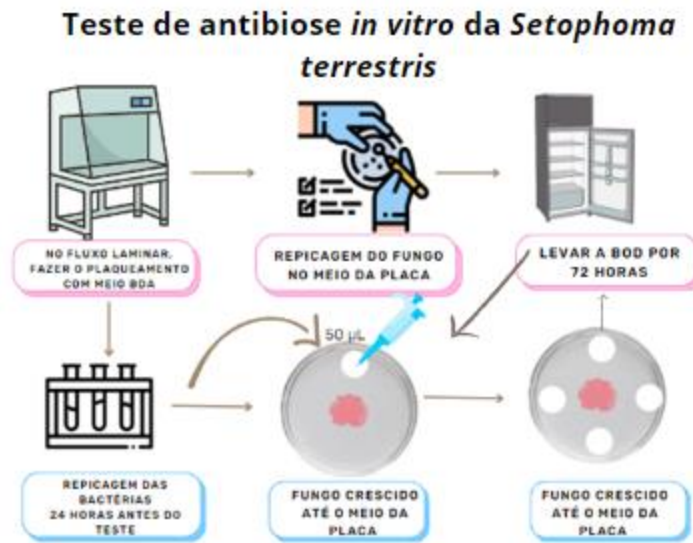 Teste de antibiose in vitro da Setophoma
terrestris
NO FLUXO LAMINAR,
FAZER O PLAQUEAMENTO
COM MEIO BDA
REPICAGEM DO FUNGO
NO MEIO DA PLACA
LEVAR A BOD POR
72 HORAS
50 µL
REPICAGEM DAS
BACTÉRIAS
24 HORAS ANTES DO
TESTE
FUNGO CRESCIDO
ATÉ O MEIO DA
PLACA
FUNGO CRESCIDO
ATÉ O MEIO DA
PLACA